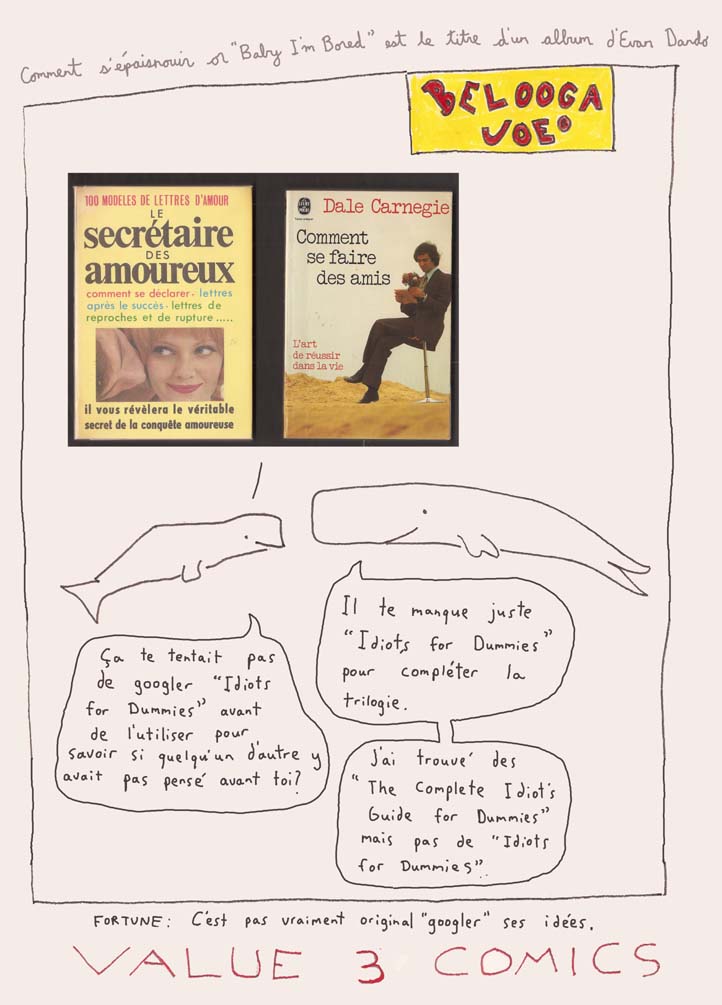 Comment s'épaisnouir or "Baby I'm Bored" est le titre d'un album d'Evan Dando
BELOOGA
JOE
100 MODELES DE LETTRES D'AMOUR
LE
secrétaire
DES
amoureux
comment se déclarer · lettres
après le succès · lettres de
reproches et de rupture .....
il vous révèlera le véritable
secret de la conquête amoureuse
Dale Carnegie
Comment
se faire
des amis
L'art
de réussir
dans la vie
Il te manque juste
"Idiots for Dummies"
pour compléter la
trilogie.
Ça te tentait pas
de googler "Idiots
for Dummies" avant
de l'utiliser pour
savoir si quelqu'un d'autre y
avait pas pensé avant toi?
J'ai trouvé des
"The Complete Idiot's
Guide for Dummies"
mais pas de "Idiots
for Dummies".
FORTUNE: C'est pas vraiment original "googler" ses idées.
VALUE 3 COMICS